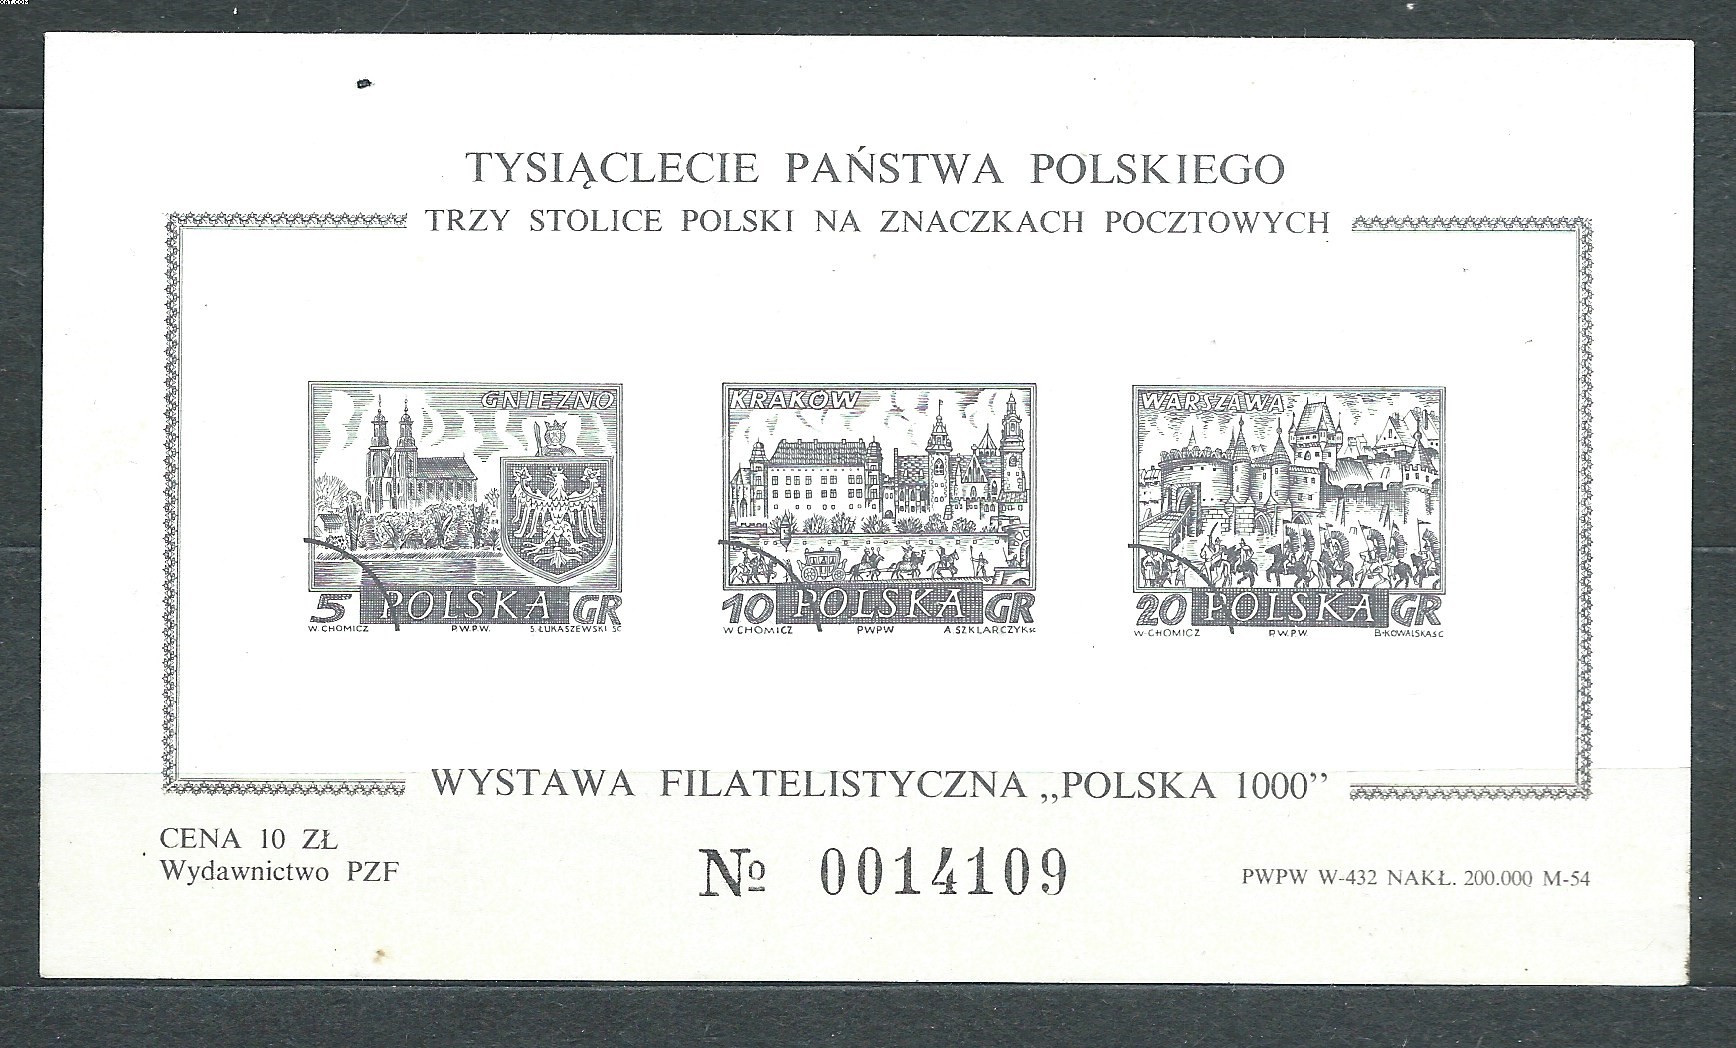 TYSIĄCLECIE PAŃSTWA POLSKIEGO
TRZY STOLICE POLSKI NA ZNACZKACH POCZTOWYCH
GNIEZNO
5 POLSKA GR
W. CHOMICZ P.W.P.W. S. ŁUKASZEWSKI SC
KRAKÓW
10 POLSKA GR
W CHOMICZ PWPW A. SZKLARCZYK SC
WARSZAWA
20 POLSKA GR
W. CHOMICZ P.W.P.W. B. KOWALSKA SC
WYSTAWA FILATELISTYCZNA „POLSKA 1000”
CENA 10 ZŁ
Wydawnictwo PZF
№ 0014109
PWPW W-432 NAKŁ. 200.000 M-54